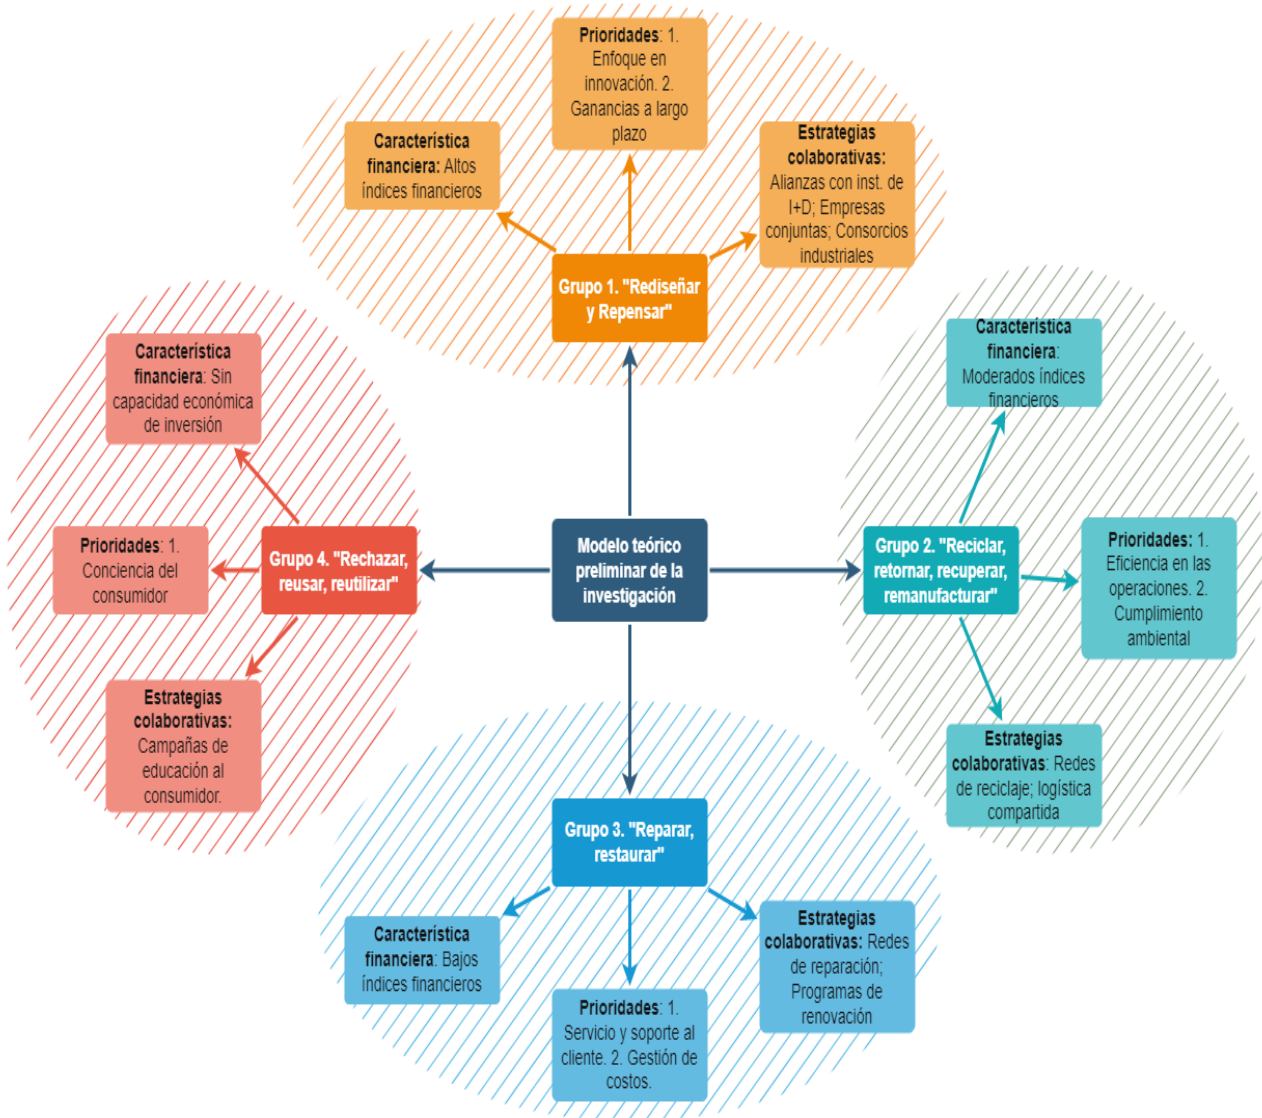 Prioridades: 1.
Enfoque en
innovación. 2.
Ganancias a largo
plazo
Característica
financiera: Altos
índices financieros
Estrategias
colaborativas:
Alianzas con inst. de
I+D; Empresas
conjuntas; Consorcios
industriales
Grupo 1. "Rediseñar
y Repensar"
Característica
financiera:
Moderados índices
financieros
Grupo 2. "Reciclar,
retornar, recuperar,
remanufacturar"
Prioridades: 1.
Eficiencia en las
operaciones. 2.
Cumplimiento
ambiental
Estrategias
colaborativas: Redes
de reciclaje; logística
compartida
Modelo teórico
preliminar de la
investigación
Característica
financiera: Sin
capacidad económica
de inversión
Prioridades: 1.
Conciencia del
consumidor
Grupo 4. "Rechazar,
reusar, reutilizar"
Estrategias
colaborativas:
Campañas de
educación al
consumidor.
Grupo 3. "Reparar,
restaurar"
Característica
financiera: Bajos
índices financieros
Prioridades: 1.
Servicio y soporte al
cliente. 2. Gestión de
costos.
Estrategias
colaborativas: Redes
de reparación;
Programas de
renovación